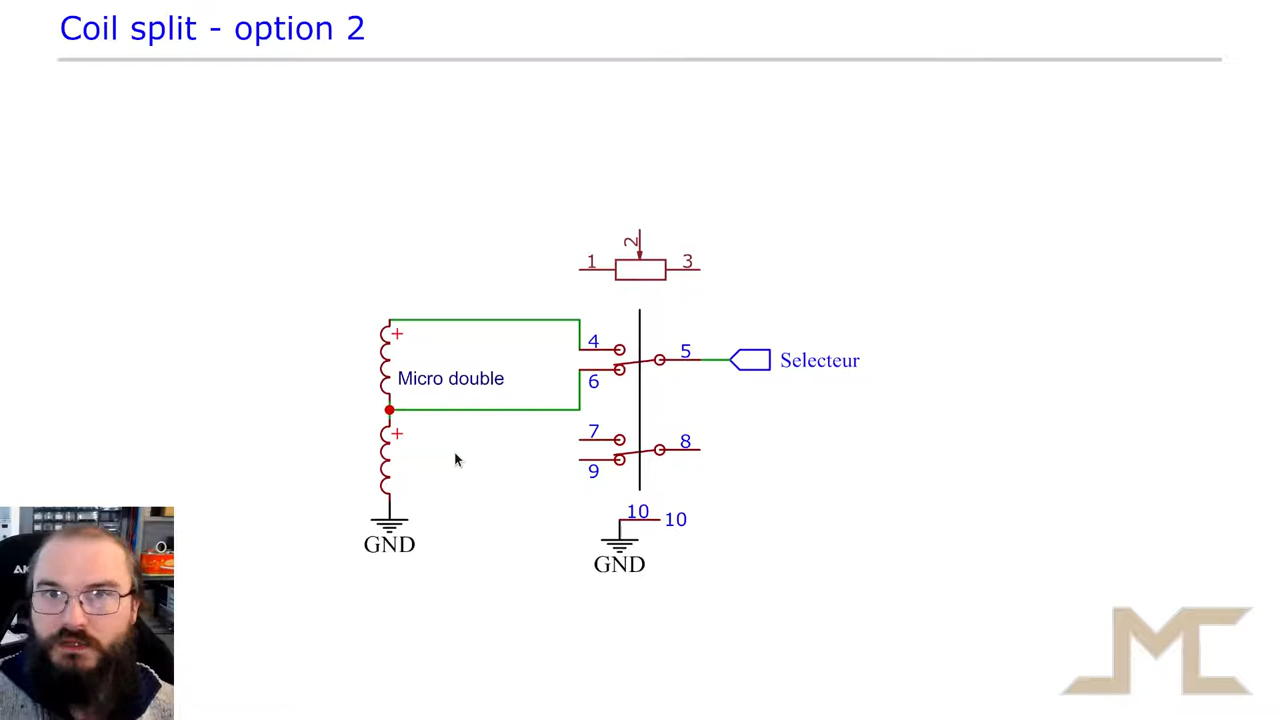 Coil split - option 2
2
1
3
+
4
5
Selecteur
Micro double
6
+
7
8
9
10
10
GND
GND
MC